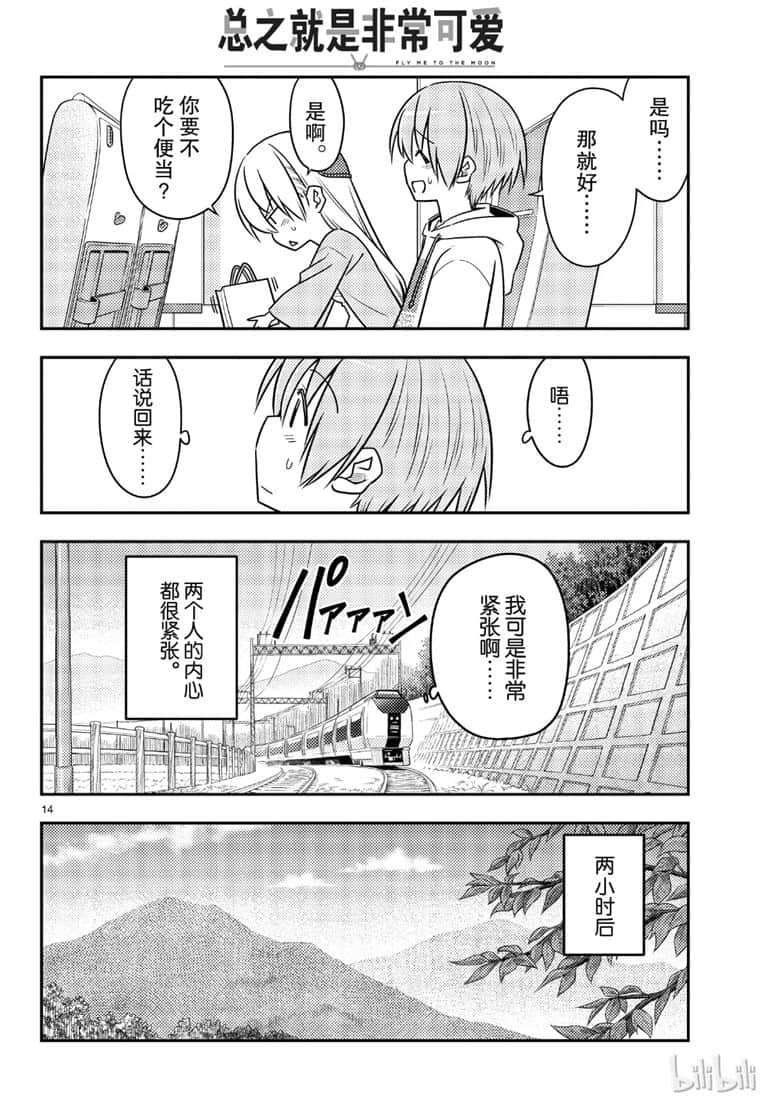 总之就是非常可爱
FLY ME TO THE MOON
是吗……
那就好……
是啊。
你要不
吃个便当？
唔……
话说回来……
我可是非常
紧张啊……
パァァァン
两个人的内心
都很紧张。
14
两小时后
bilibili